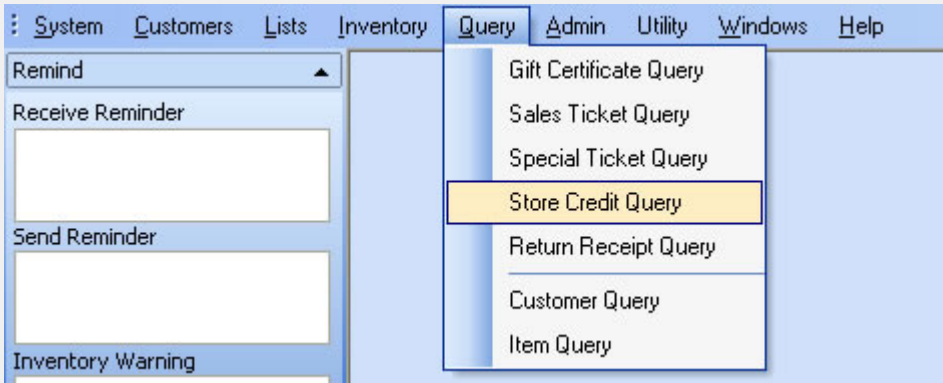 System Customers Lists Inventory Query Admin Utility Windows Help
Remind
Receive Reminder
Send Reminder
Inventory Warning
Gift Certificate Query
Sales Ticket Query
Special Ticket Query
Store Credit Query
Return Receipt Query
Customer Query
Item Query